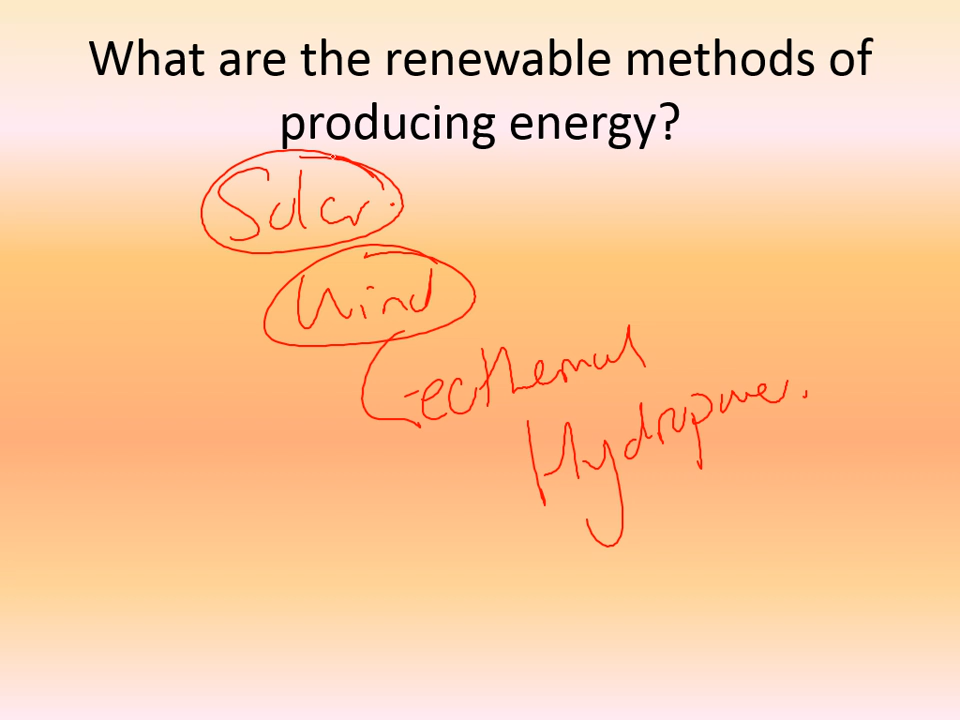 What are the renewable methods of
producing energy?
Solar.
Wind
Geothermal
Hydropower.